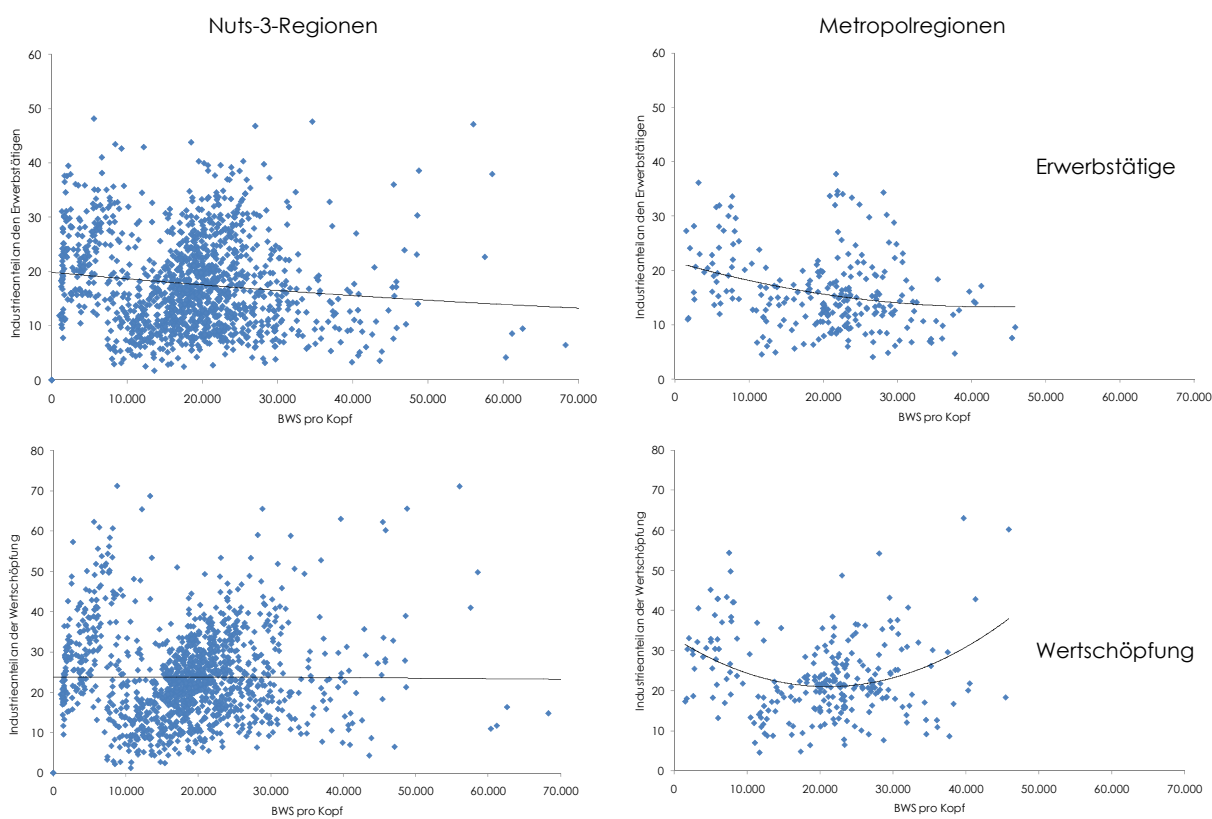 Nuts-3-Regionen
Industrieanteil an den Erwerbstätigen
60
50
40
30
20
10
0
0 10.000 20.000 30.000 40.000 50.000 60.000 70.000
BWS pro Kopf
Metropolregionen
Industrieanteil an den Erwerbstätigen
60
50
40
30
20
10
0
0 10.000 20.000 30.000 40.000 50.000 60.000 70.000
BWS pro Kopf
Erwerbstätige
Industrieanteil an der Wertschöpfung
80
70
60
50
40
30
20
10
0
0 10.000 20.000 30.000 40.000 50.000 60.000 70.000
BWS pro Kopf
Industrieanteil an der Wertschöpfung
80
70
60
50
40
30
20
10
0
0 10.000 20.000 30.000 40.000 50.000 60.000 70.000
BWS pro Kopf
Wertschöpfung